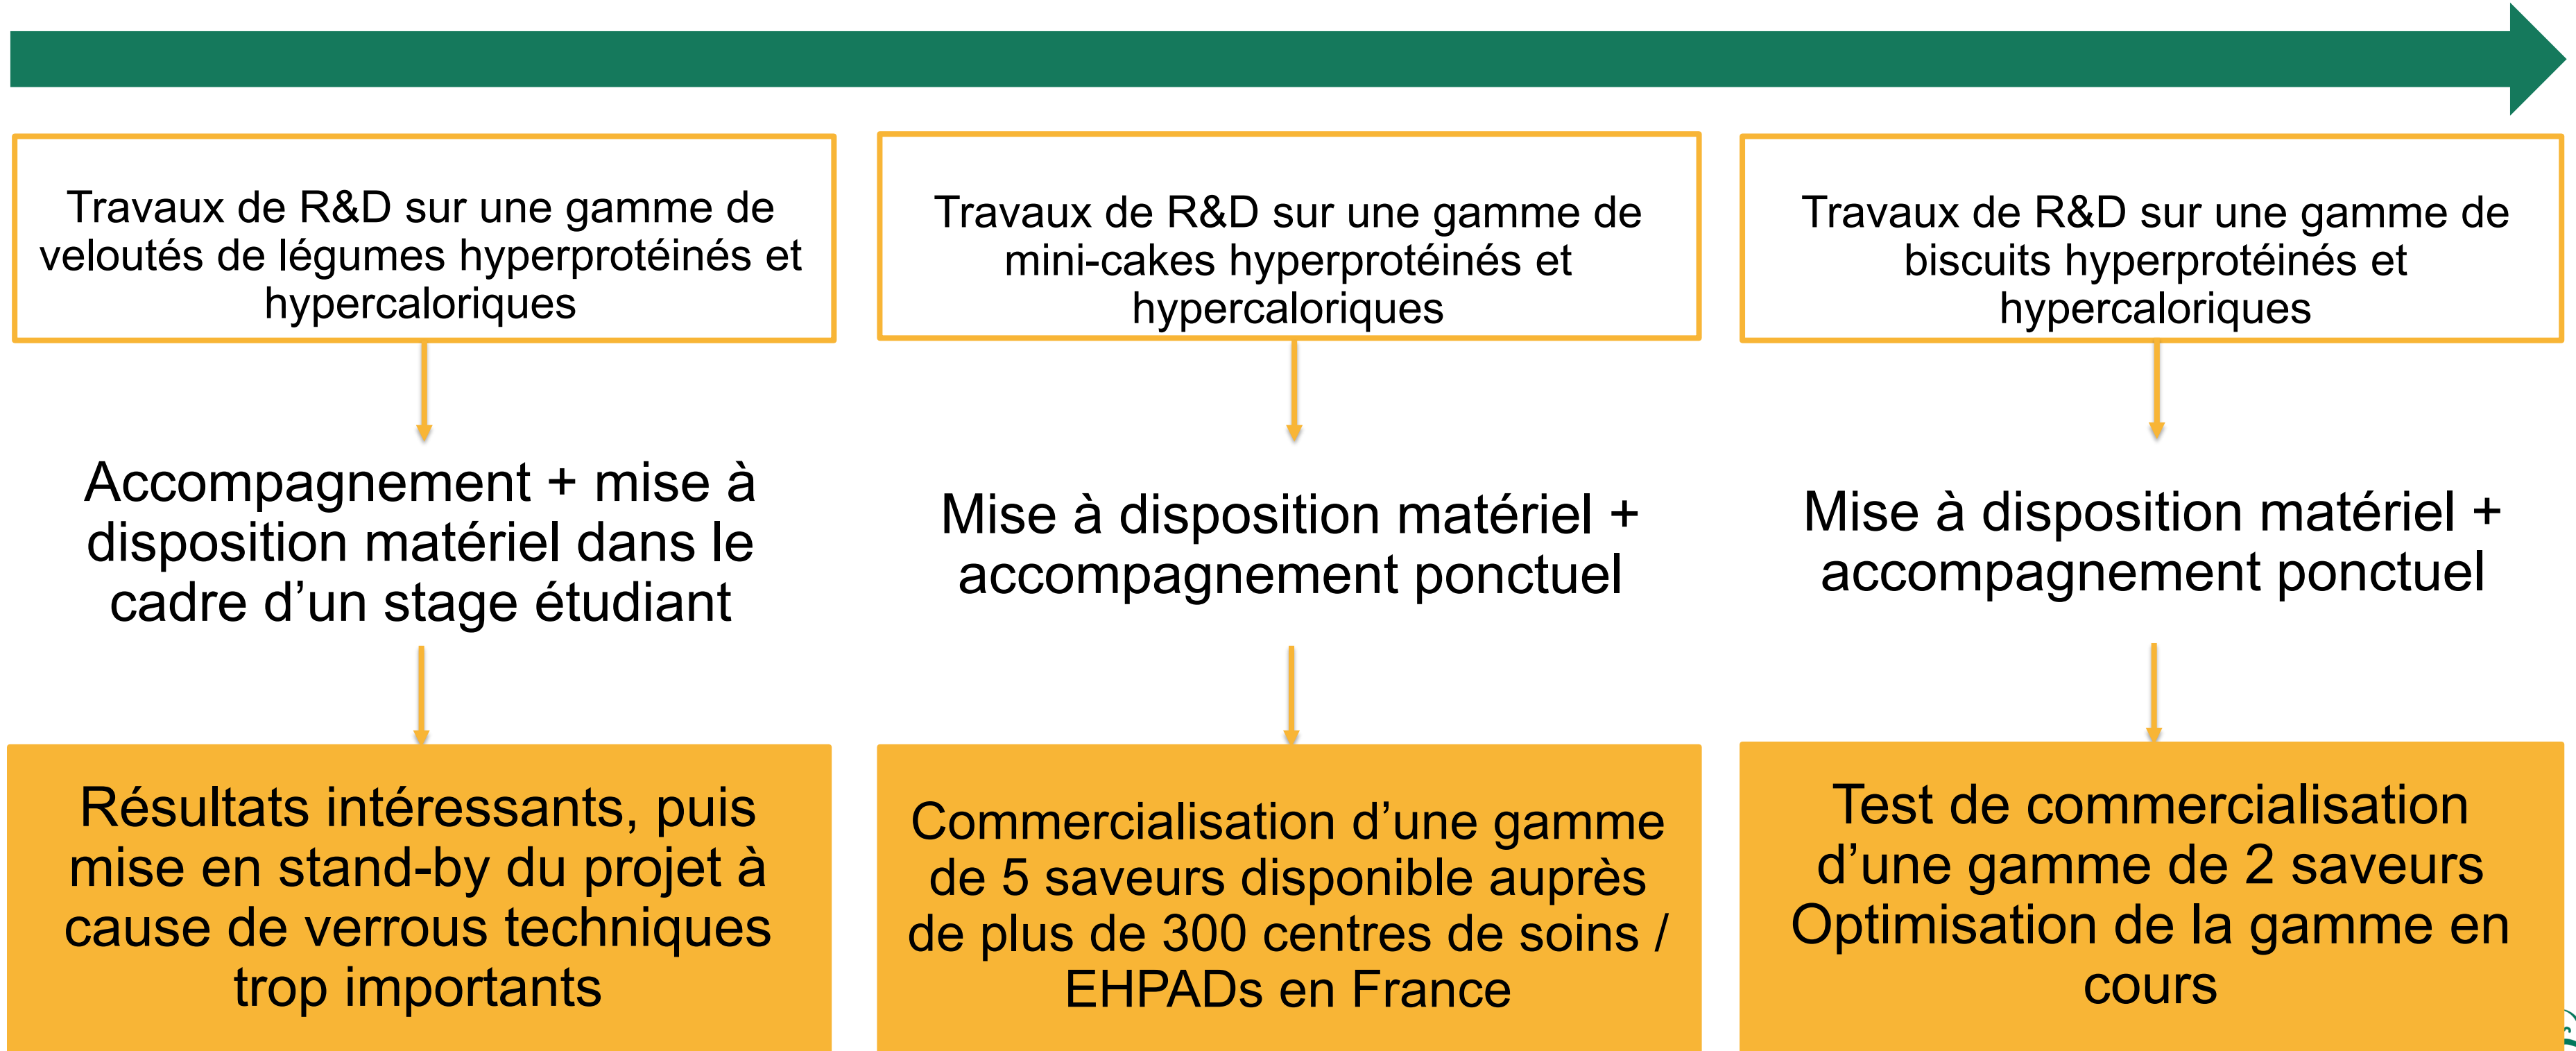 Travaux de R&D sur une gamme de
veloutés de légumes hyperprotéinés et
hypercaloriques
Travaux de R&D sur une gamme de
mini-cakes hyperprotéinés et
hypercaloriques
Travaux de R&D sur une gamme de
biscuits hyperprotéinés et
hypercaloriques
Accompagnement + mise à
disposition matériel dans le
cadre d’un stage étudiant
Mise à disposition matériel +
accompagnement ponctuel
Mise à disposition matériel +
accompagnement ponctuel
Résultats intéressants, puis
mise en stand-by du projet à
cause de verrous techniques
trop importants
Commercialisation d’une gamme
de 5 saveurs disponible auprès
de plus de 300 centres de soins /
EHPADs en France
Test de commercialisation
d’une gamme de 2 saveurs
Optimisation de la gamme en
cours